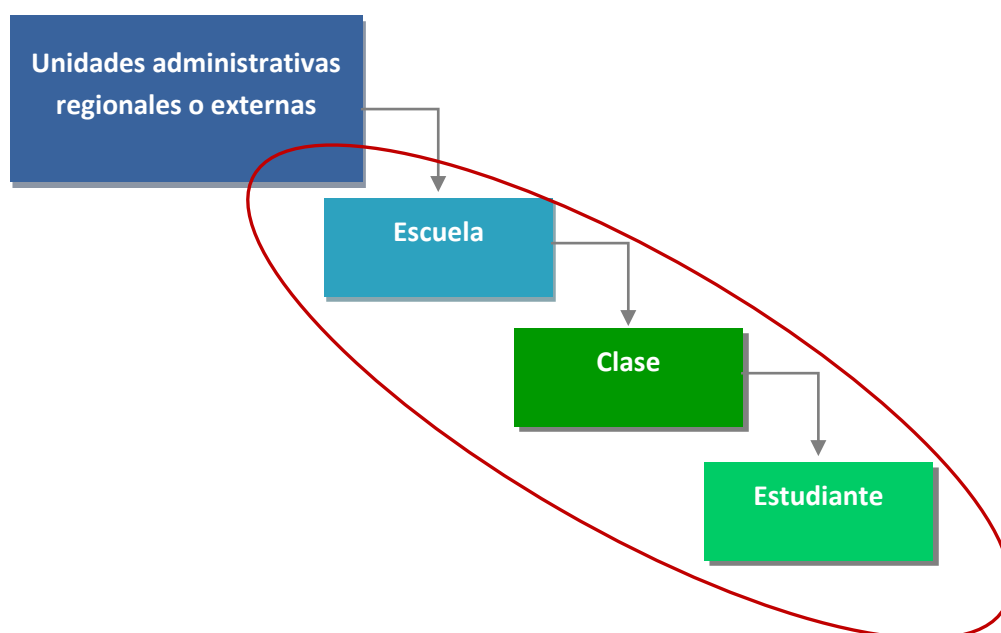 Unidades administrativas
regionales o externas
Escuela
Clase
Estudiante